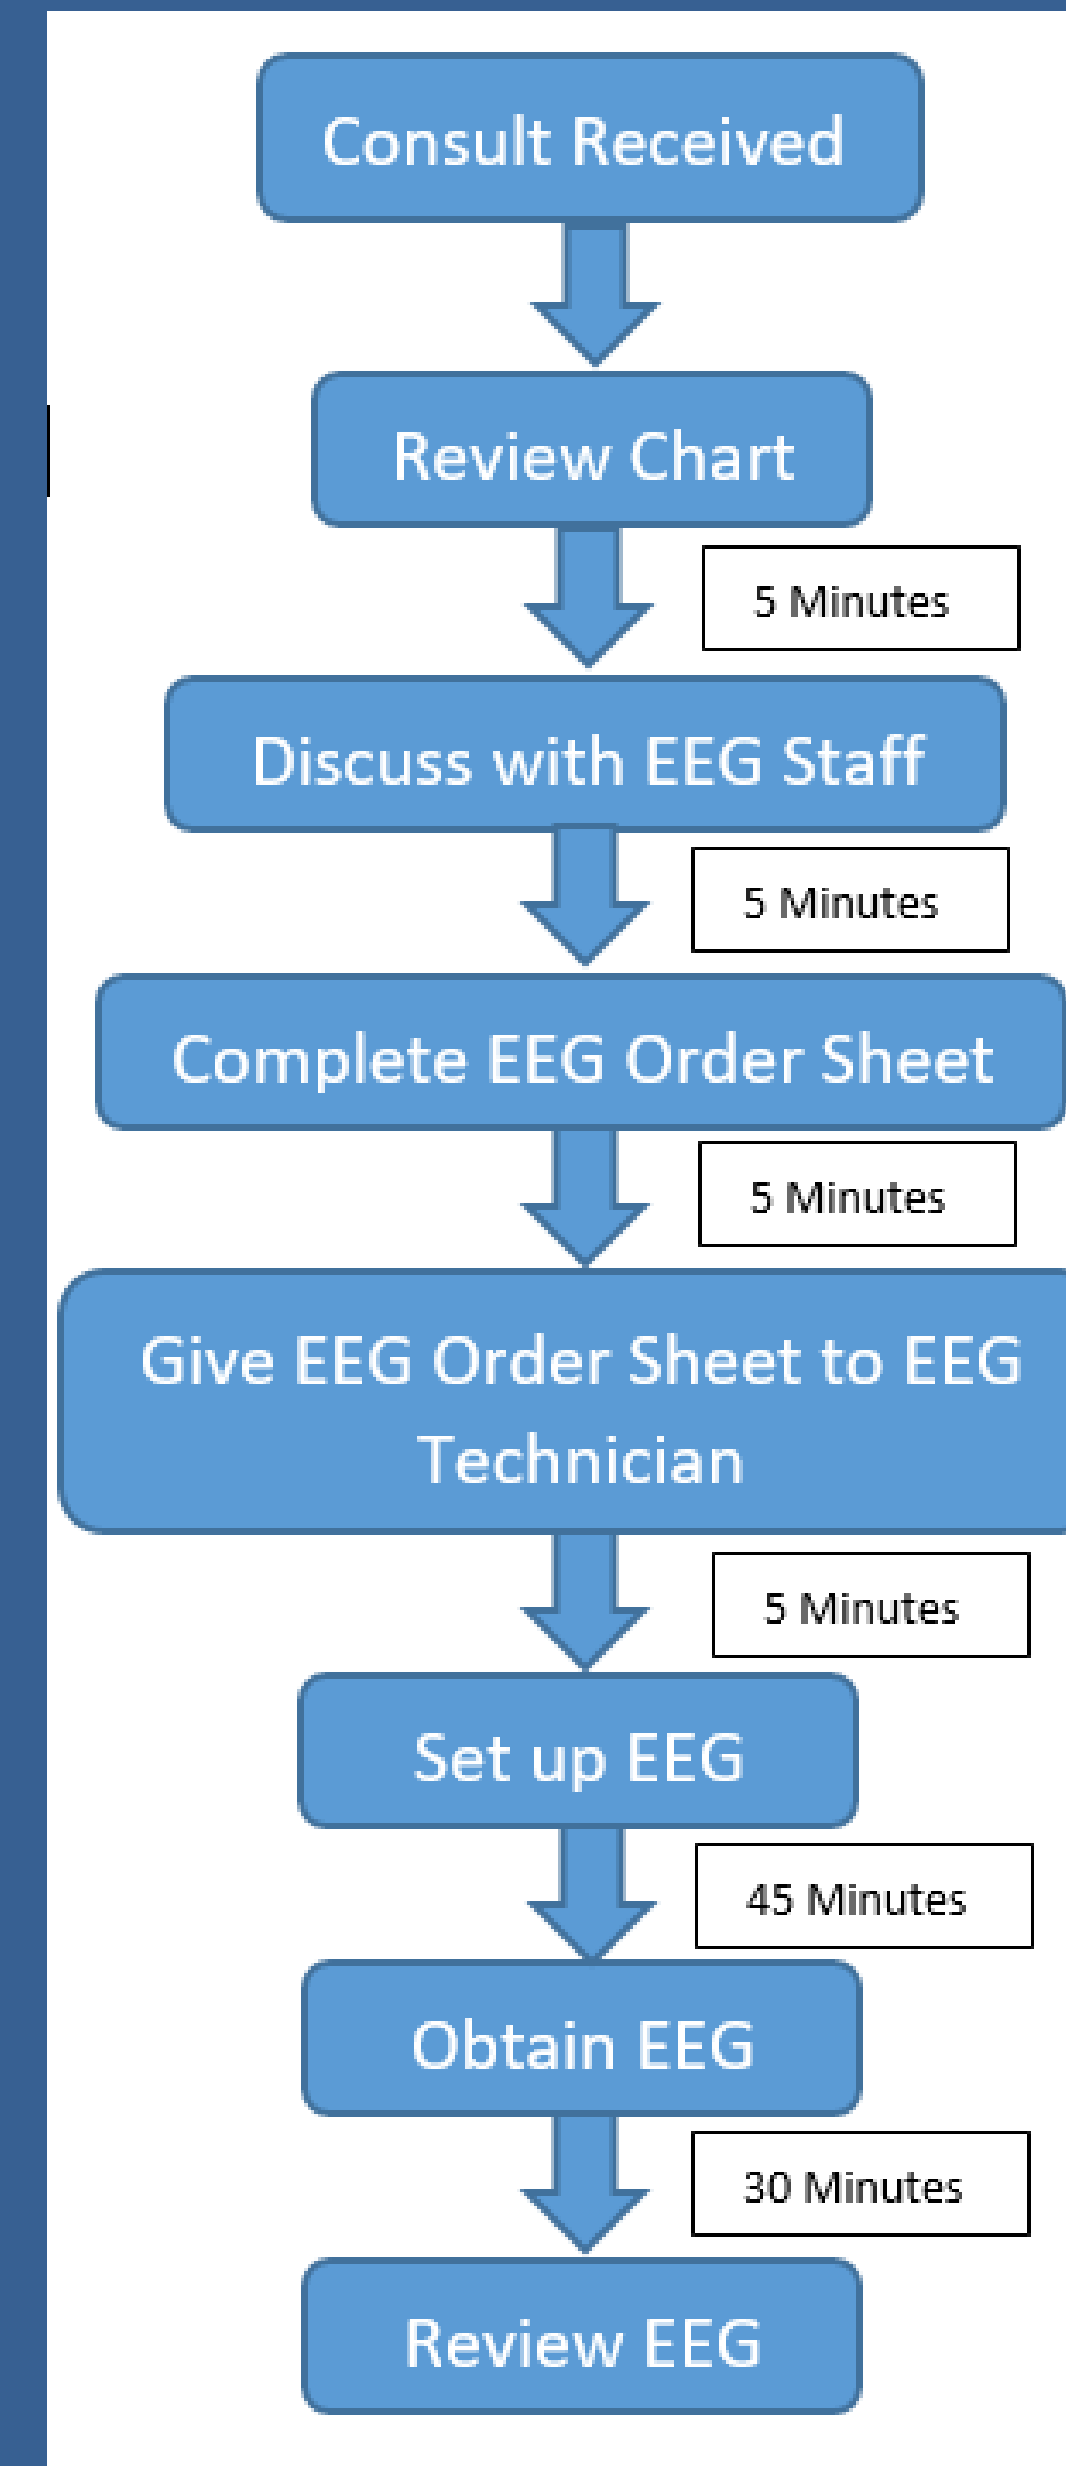 Consult Received
Review Chart
5 Minutes
Discuss with EEG Staff
5 Minutes
Complete EEG Order Sheet
5 Minutes
Give EEG Order Sheet to EEG
Technician
5 Minutes
Set up EEG
45 Minutes
Obtain EEG
30 Minutes
Review EEG